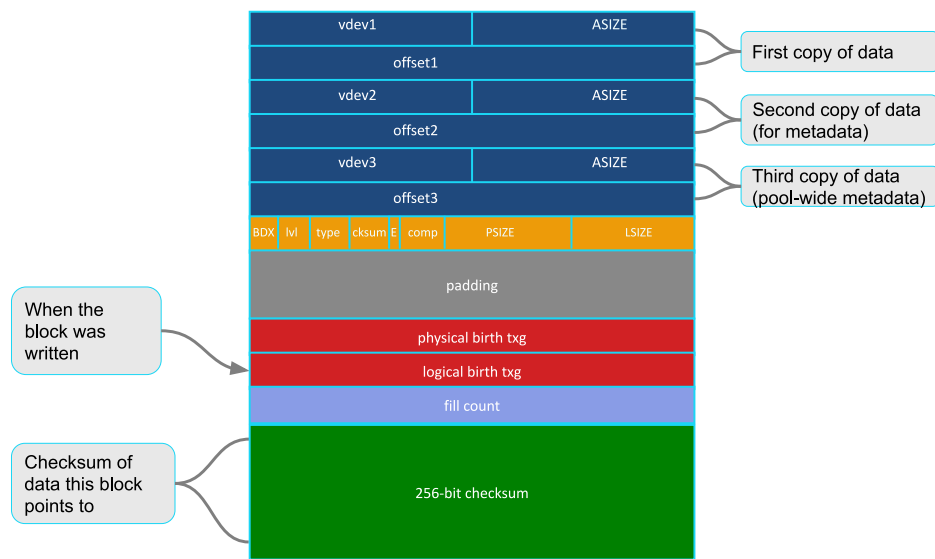 vdev1 ASIZE
First copy of data
offset1
vdev2 ASIZE
Second copy of data
(for metadata)
offset2
vdev3 ASIZE
Third copy of data
(pool-wide metadata)
offset3
BDX lvl type cksum E comp PSIZE LSIZE
padding
When the
block was
written
physical birth txg
logical birth txg
fill count
Checksum of
data this block
points to
256-bit checksum